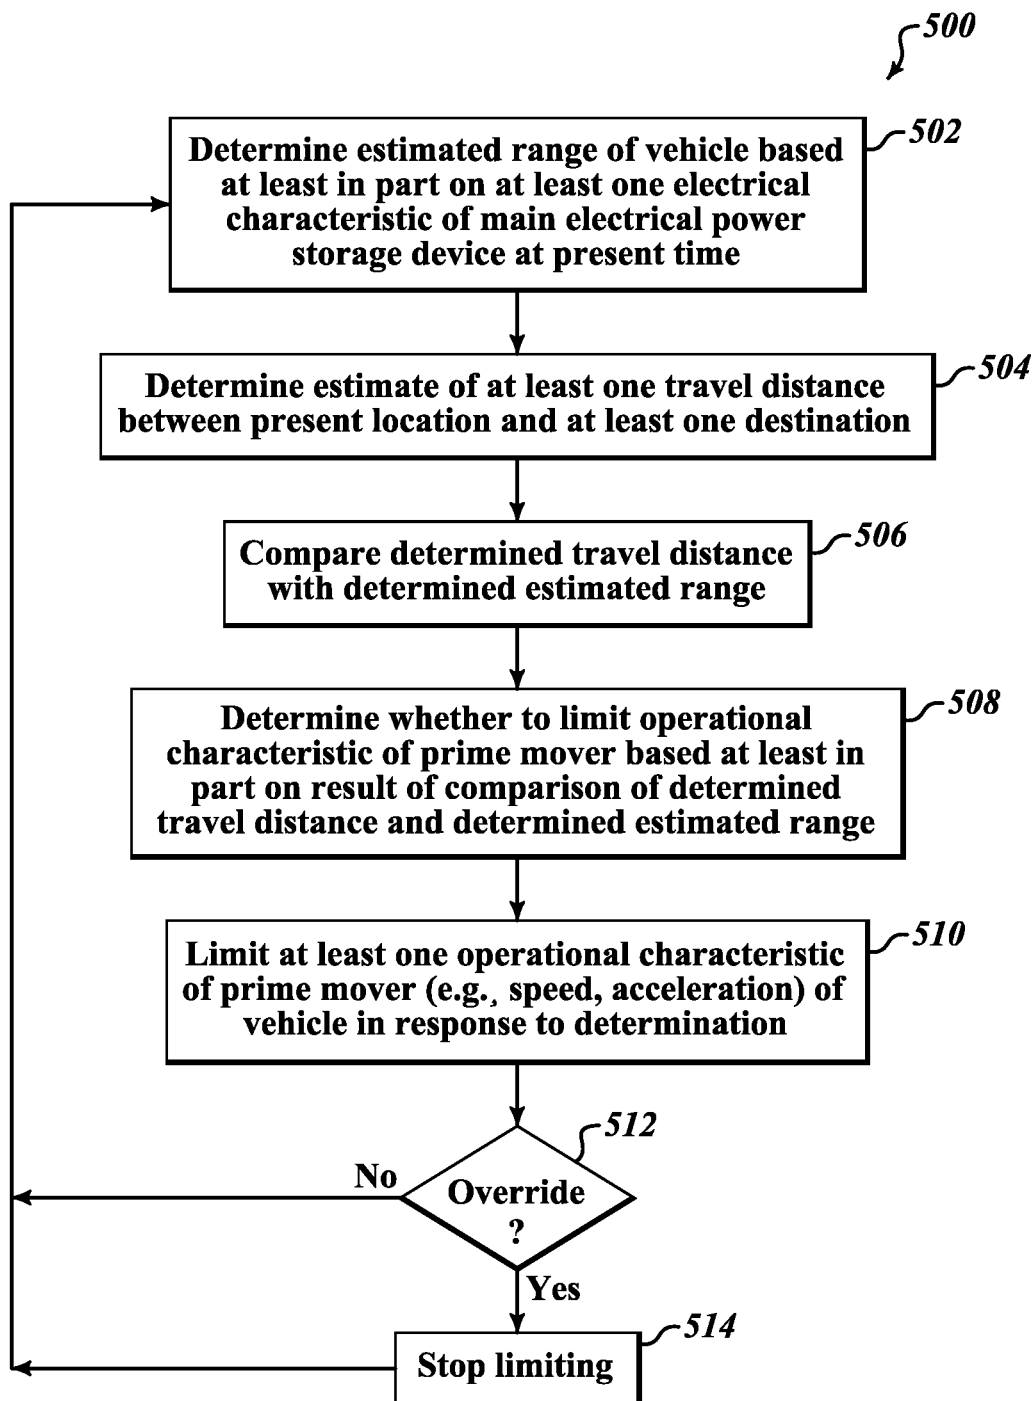 500
502
Determine estimated range of vehicle based
at least in part on at least one electrical
characteristic of main electrical power
storage device at present time
504
Determine estimate of at least one travel distance
between present location and at least one destination
506
Compare determined travel distance
with determined estimated range
508
Determine whether to limit operational
characteristic of prime mover based at least in
part on result of comparison of determined
travel distance and determined estimated range
510
Limit at least one operational characteristic
of prime mover (e.g., speed, acceleration) of
vehicle in response to determination
512
No
Override
?
Yes
514
Stop limiting